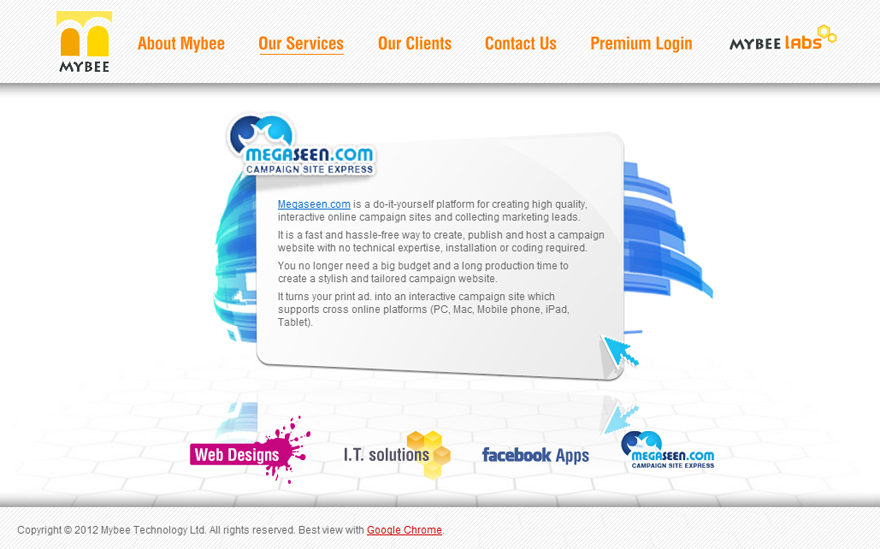 MYBEE
About Mybee
Our Services
Our Clients
Contact Us
Premium Login
MYBEE labs
MEGASEEN.COM
CAMPAIGN SITE EXPRESS
Megaseen.com is a do-it-yourself platform for creating high quality,
interactive online campaign sites and collecting marketing leads.
It is a fast and hassle-free way to create, publish and host a campaign
website with no technical expertise, installation or coding required.
You no longer need a big budget and a long production time to
create a stylish and tailored campaign website.
It turns your print ad. into an interactive campaign site which
supports cross online platforms (PC, Mac, Mobile phone, iPad,
Tablet).
Web Designs
I.T. solutions
facebook Apps
MEGASEEN.COM
CAMPAIGN SITE EXPRESS
Copyright © 2012 Mybee Technology Ltd. All rights reserved. Best view with Google Chrome.